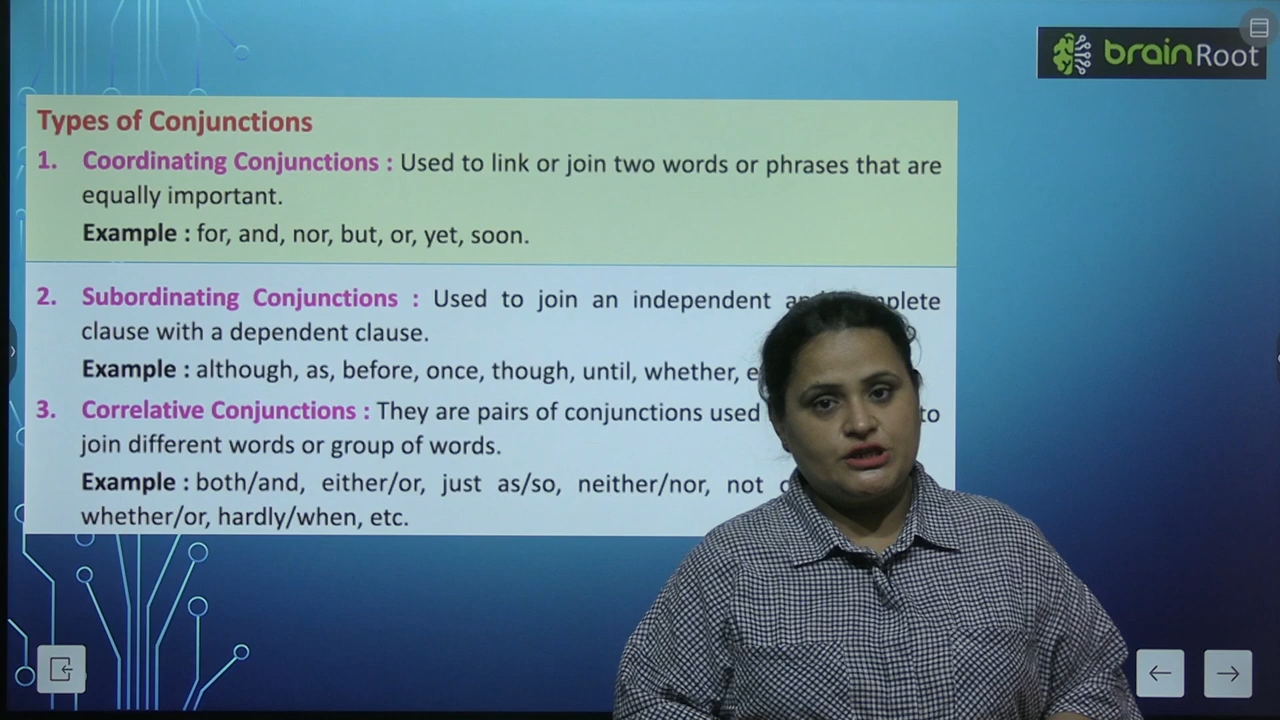 brainRoot
Types of Conjunctions
1. Coordinating Conjunctions : Used to link or join two words or phrases that are
equally important.
Example : for, and, nor, but, or, yet, soon.
2. Subordinating Conjunctions : Used to join an independent
clause with a dependent clause.
Example : although, as, before, once, though, until, whether,
3. Correlative Conjunctions : They are pairs of conjunctions used to
join different words or group of words.
Example : both/and, either/or, just as/so, neither/nor, not
whether/or, hardly/when, etc.